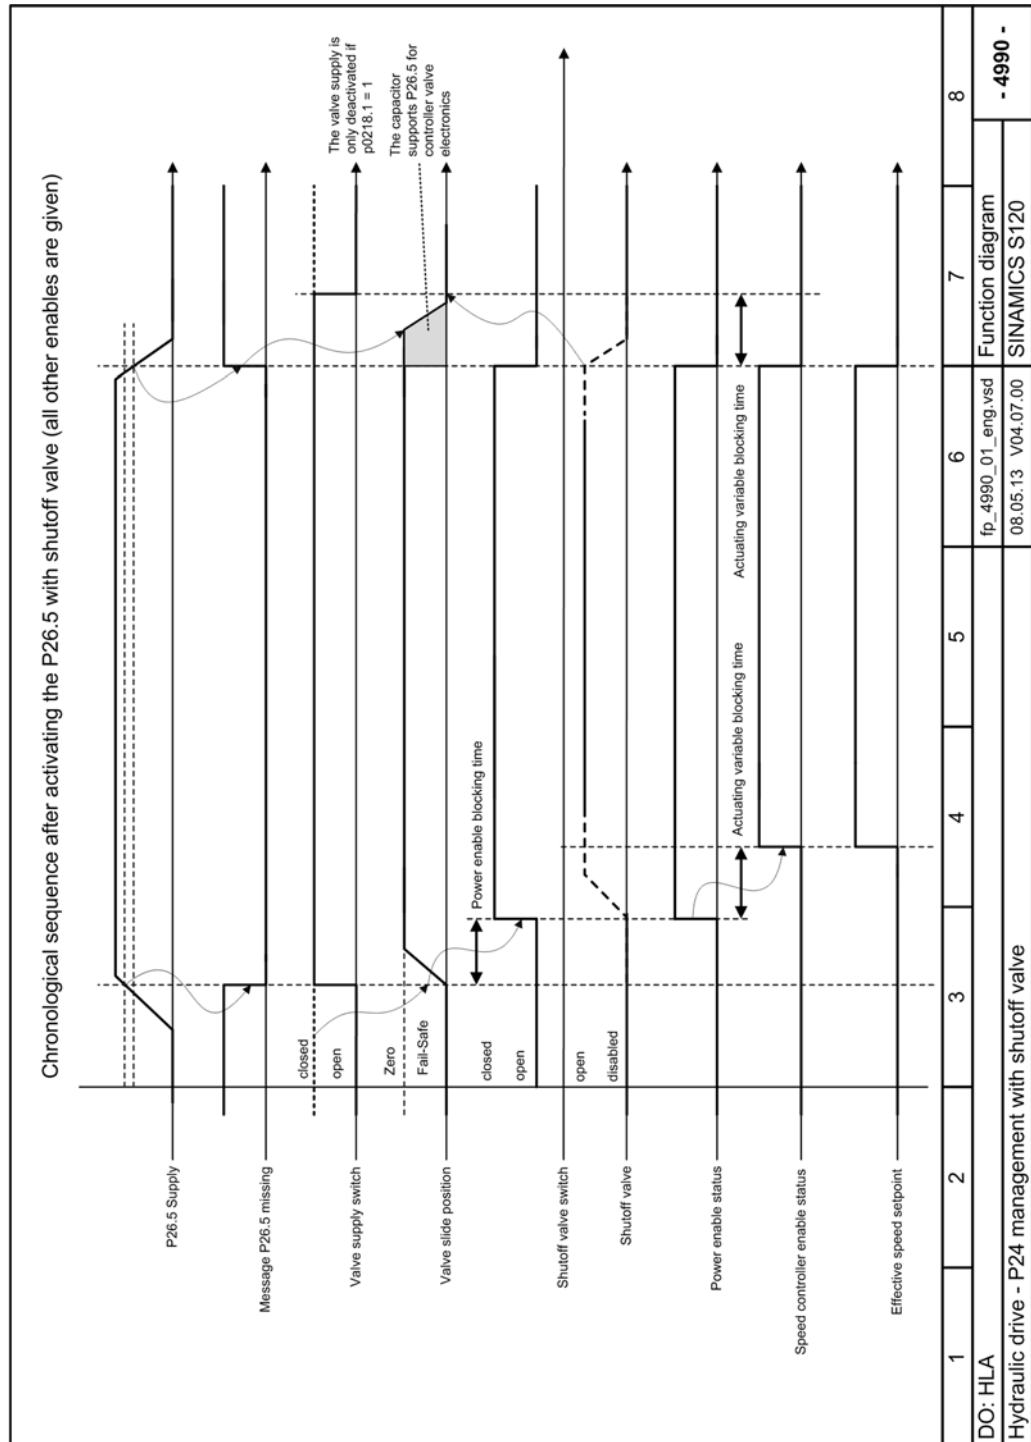 Chronological sequence after activating the P26.5 with shutoff valve (all other enables are given)
P26.5 Supply
Message P26.5 missing
closed
open
Valve supply switch
The valve supply is
only deactivated if
p0218.1 = 1
Zero
Fail-Safe
Valve slide position
The capacitor
supports P26.5 for
controller valve
electronics
Power enable blocking time
closed
open
Shutoff valve switch
open
disabled
Shutoff valve
Power enable status
Actuating variable blocking time
Actuating variable blocking time
Speed controller enable status
Effective speed setpoint
1
2
3
4
5
6
7
8
DO: HLA
fp_4990_01_eng.vsd
Function diagram
- 4990 -
Hydraulic drive - P24 management with shutoff valve
08.05.13 V04.07.00
SINAMICS S120